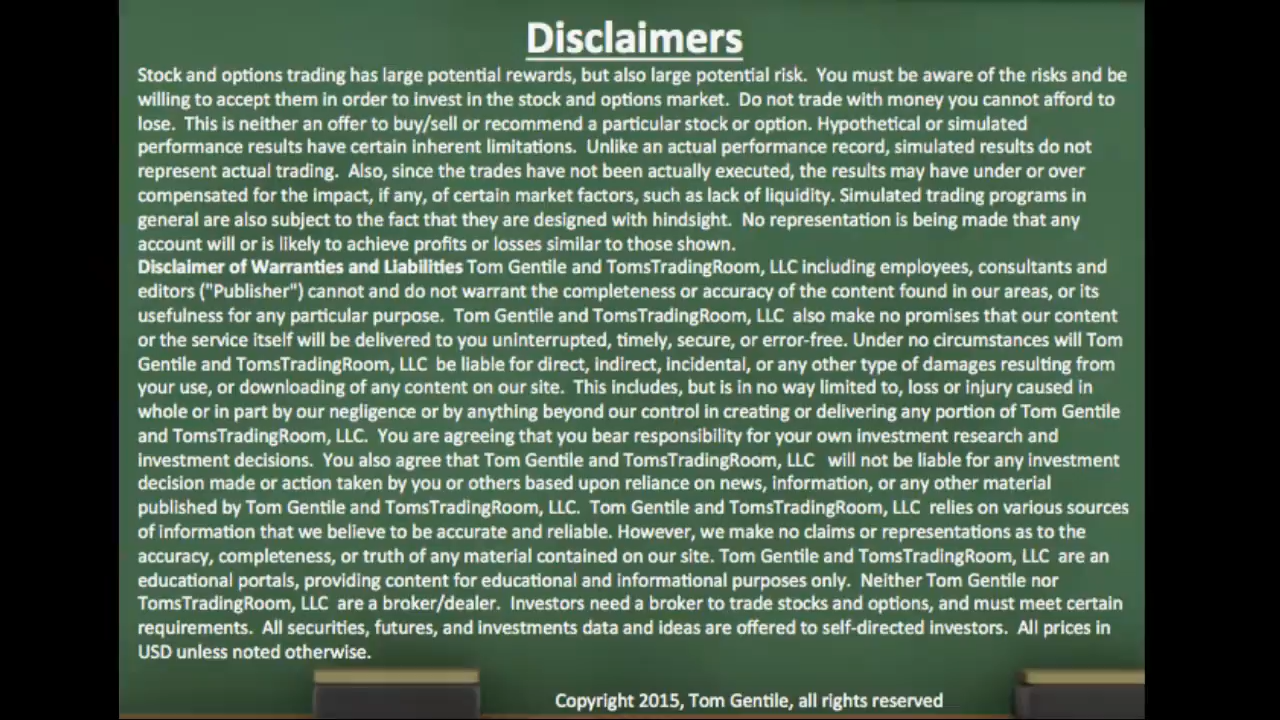 Disclaimers
Stock and options trading has large potential rewards, but also large potential risk.  You must be aware of the risks and be
willing to accept them in order to invest in the stock and options market.  Do not trade with money you cannot afford to
lose.  This is neither an offer to buy/sell or recommend a particular stock or option. Hypothetical or simulated
performance results have certain inherent limitations.  Unlike an actual performance record, simulated results do not
represent actual trading.  Also, since the trades have not been actually executed, the results may have under or over
compensated for the impact, if any, of certain market factors, such as lack of liquidity. Simulated trading programs in
general are also subject to the fact that they are designed with hindsight.  No representation is being made that any
account will or is likely to achieve profits or losses similar to those shown.
Disclaimer of Warranties and Liabilities Tom Gentile and TomsTradingRoom, LLC including employees, consultants and
editors ("Publisher") cannot and do not warrant the completeness or accuracy of the content found in our areas, or its
usefulness for any particular purpose.  Tom Gentile and TomsTradingRoom, LLC  also make no promises that our content
or the service itself will be delivered to you uninterrupted, timely, secure, or error-free. Under no circumstances will Tom
Gentile and TomsTradingRoom, LLC  be liable for direct, indirect, incidental, or any other type of damages resulting from
your use, or downloading of any content on our site.  This includes, but is in no way limited to, loss or injury caused in
whole or in part by our negligence or by anything beyond our control in creating or delivering any portion of Tom Gentile
and TomsTradingRoom, LLC.  You are agreeing that you bear responsibility for your own investment research and
investment decisions.  You also agree that Tom Gentile and TomsTradingRoom, LLC   will not be liable for any investment
decision made or action taken by you or others based upon reliance on news, information, or any other material
published by Tom Gentile and TomsTradingRoom, LLC.  Tom Gentile and TomsTradingRoom, LLC  relies on various sources
of information that we believe to be accurate and reliable. However, we make no claims or representations as to the
accuracy, completeness, or truth of any material contained on our site. Tom Gentile and TomsTradingRoom, LLC  are an
educational portals, providing content for educational and informational purposes only.  Neither Tom Gentile nor
TomsTradingRoom, LLC  are a broker/dealer.  Investors need a broker to trade stocks and options, and must meet certain
requirements.  All securities, futures, and investments data and ideas are offered to self-directed investors.  All prices in
USD unless noted otherwise.
Copyright 2015, Tom Gentile, all rights reserved